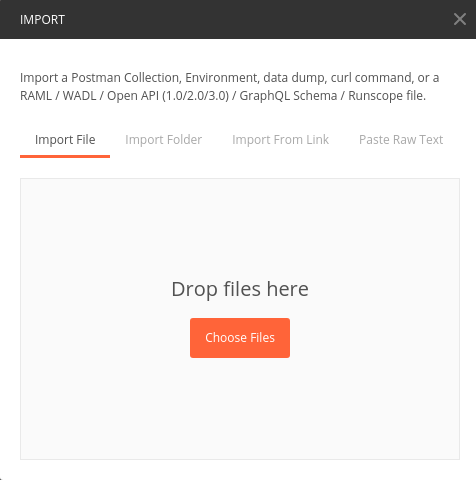 IMPORT
Import a Postman Collection, Environment, data dump, curl command, or a
RAML / WADL / Open API (1.0/2.0/3.0) / GraphQL Schema / Runscope file.
Import File Import Folder Import From Link Paste Raw Text
Drop files here
Choose Files